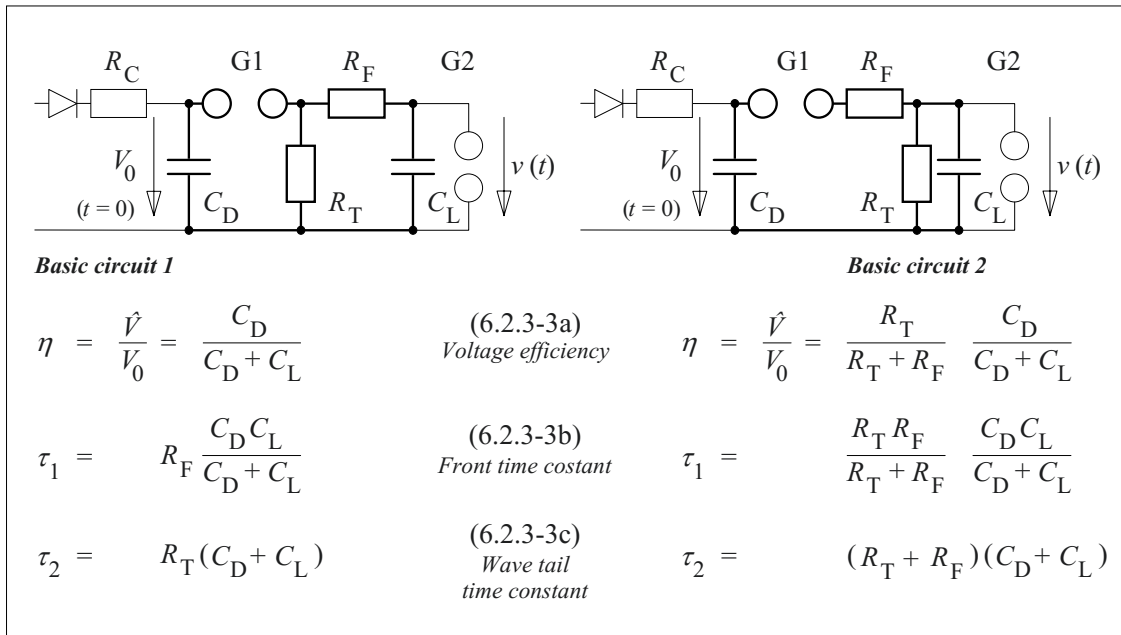 R_C G1 R_F G2
V_0 v (t)
(t = 0) C_D R_T C_L
Basic circuit 1
R_C G1 R_F G2
V_0 v (t)
(t = 0) C_D R_T C_L
Basic circuit 2
η = V̂ / V_0 = C_D / (C_D + C_L)
(6.2.3-3a)
Voltage efficiency
η = V̂ / V_0 = R_T / (R_T + R_F) C_D / (C_D + C_L)
τ_1 = R_F C_D C_L / (C_D + C_L)
(6.2.3-3b)
Front time costant
τ_1 = R_T R_F / (R_T + R_F) C_D C_L / (C_D + C_L)
τ_2 = R_T (C_D + C_L)
(6.2.3-3c)
Wave tail
time constant
τ_2 = (R_T + R_F)(C_D + C_L)